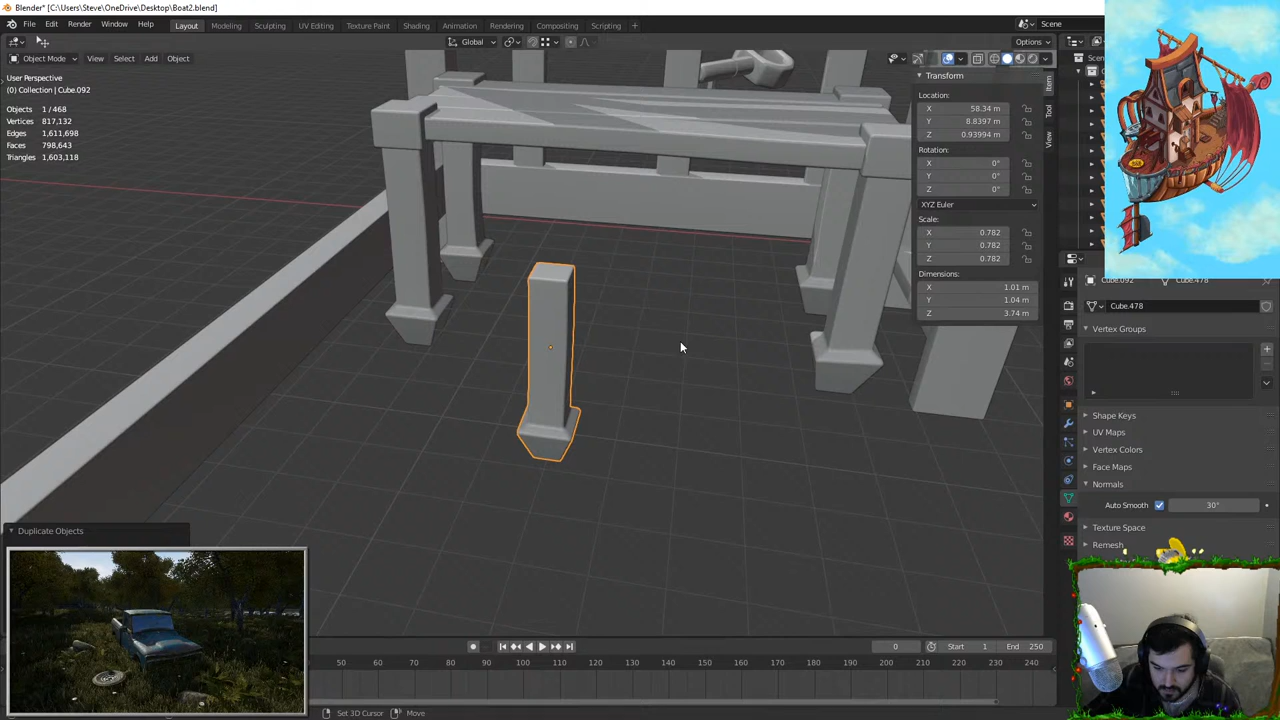 Blender* [C:\Users\Steve\OneDrive\Desktop\Boat2.blend]
File Edit Render Window Help Layout Modeling Sculpting UV Editing Texture Paint Shading Animation Rendering Compositing Scripting + Scene
Global Options
Object Mode View Select Add Object
User Perspective
(0) Collection | Cube.092
Objects 1 / 468
Vertices 817,132
Edges 1,611,698
Faces 798,643
Triangles 1,603,118
Transform
Location:
X 58.34 m
Y 8.8397 m
Z 0.93994 m
Rotation:
X 0°
Y 0°
Z 0°
XYZ Euler
Scale:
X 0.782
Y 0.782
Z 0.782
Dimensions:
X 1.01 m
Y 1.04 m
Z 3.74 m
Item
Tool
View
Cube.092 Cube.478
Cube.478
Vertex Groups
Shape Keys
UV Maps
Vertex Colors
Face Maps
Normals
Auto Smooth 30°
Texture Space
Remesh
Duplicate Objects
0 Start 1 End 250
50 60 70 80 90 100 110 120 130 140 150 160 170 180 190 200 210 220 230 240
Set 3D Cursor Move